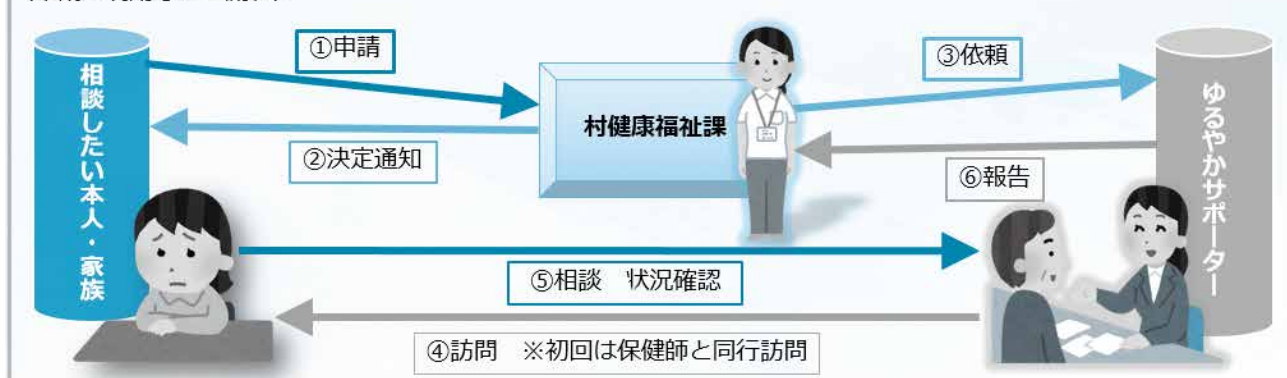 ①申請
③依頼
相談したい本人・家族
村健康福祉課
ゆるやかサポーター
②決定通知
⑥報告
⑤相談　状況確認
④訪問　※初回は保健師と同行訪問